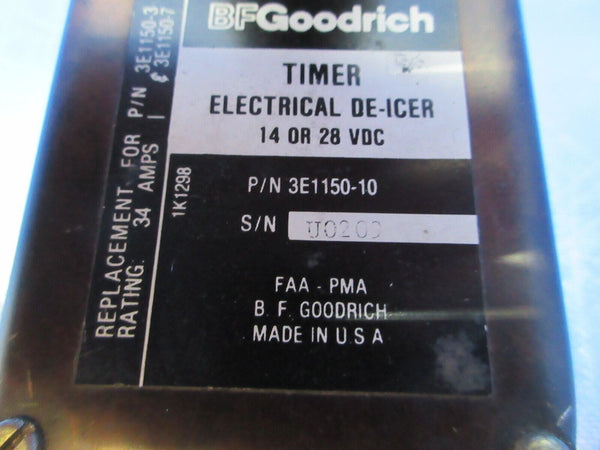 BFGoodrich
TIMER
ELECTRICAL DE-ICER
14 OR 28 VDC
P/N 3E1150-10
S/N U0209
FAA - PMA
B. F. GOODRICH
MADE IN U.S.A
1K1298
REPLACEMENT FOR P/N 3E1150-3
& 3E1150-7
RATING: 34 AMPS